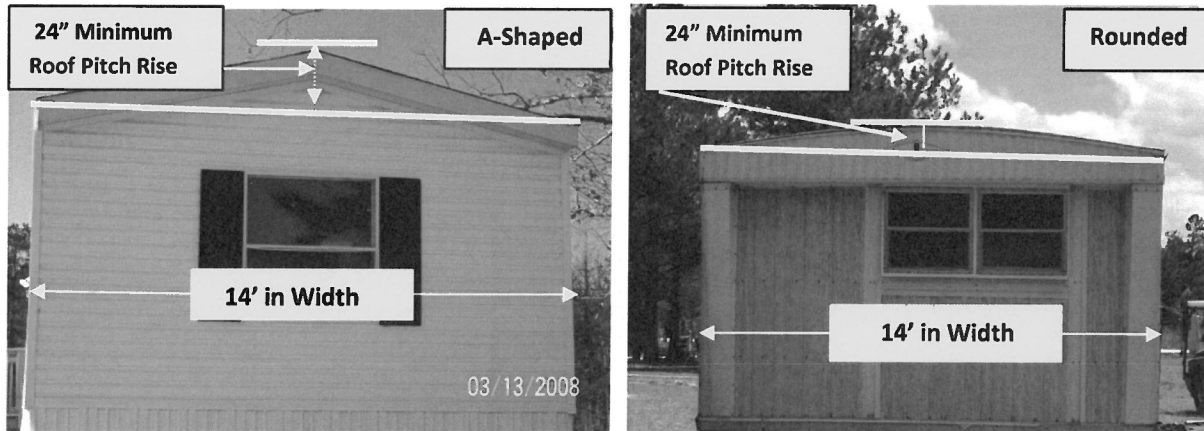 24” Minimum
Roof Pitch Rise
A-Shaped
14’ in Width
03/13/2008
24” Minimum
Roof Pitch Rise
Rounded
14’ in Width